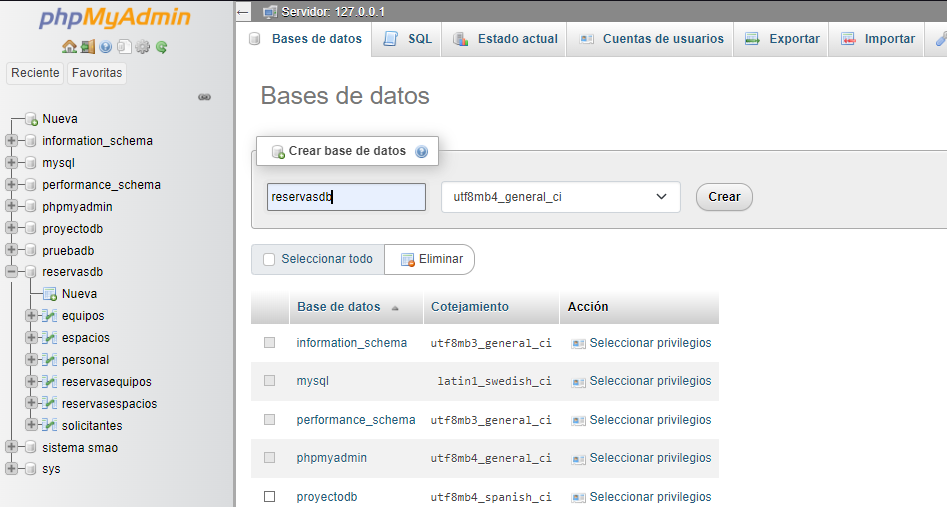 phpMyAdmin
Reciente Favoritas
Nueva
information_schema
mysql
performance_schema
phpmyadmin
proyectodb
pruebadb
reservasdb
Nueva
equipos
espacios
personal
reservasequipos
reservasespacios
solicitantes
sistema smao
sys
Servidor: 127.0.0.1
Bases de datos SQL Estado actual Cuentas de usuarios Exportar Importar
Bases de datos
Crear base de datos
reservasdb utf8mb4_general_ci Crear
Seleccionar todo Eliminar
Base de datos Cotejamiento Acción
information_schema utf8mb3_general_ci Seleccionar privilegios
mysql latin1_swedish_ci Seleccionar privilegios
performance_schema utf8mb3_general_ci Seleccionar privilegios
phpmyadmin utf8mb4_general_ci Seleccionar privilegios
proyectodb utf8mb4_spanish_ci Seleccionar privilegios